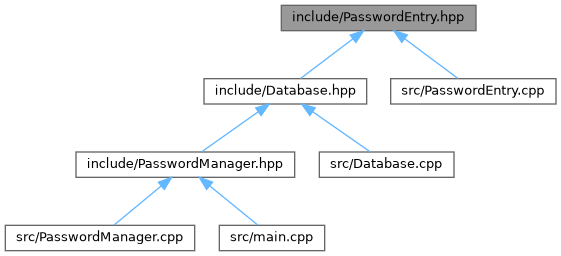 include/PasswordEntry.hpp
include/Database.hpp
src/PasswordEntry.cpp
include/PasswordManager.hpp
src/Database.cpp
src/PasswordManager.cpp
src/main.cpp